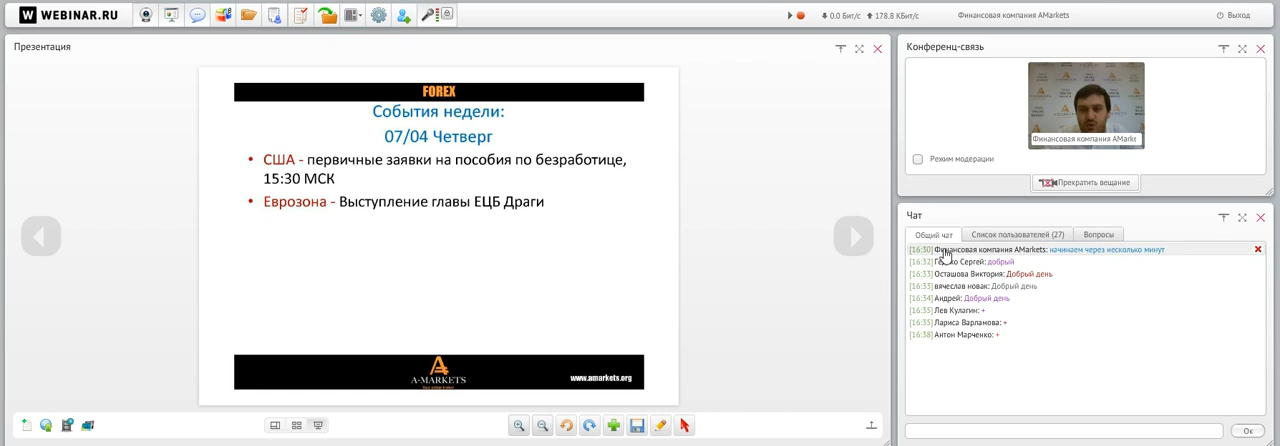 WEBINAR.RU
0.0 Бит/с
178.8 КБит/с
Финансовая компания AMarkets
Выход
Презентация
FOREX
События недели:
07/04 Четверг
• США - первичные заявки на пособия по безработице,
15:30 МСК
• Еврозона - Выступление главы ЕЦБ Драги
A-MARKETS
www.amarkets.org
Конференц-связь
Финансовая компания AMarke
Режим модерации
Прекратить вещание
Чат
Общий чат
Список пользователей (27)
Вопросы
[16:30] Финансовая компания AMarkets: начинаем через несколько минут
[16:32] Сергей: добрый
[16:33] Осташова Виктория: Добрый день
[16:33] вячеслав новак: Добрый день
[16:34] Андрей: Добрый день
[16:35] Лев Кулагин: +
[16:35] Лариса Варламова: +
[16:38] Антон Марченко: +
Ок